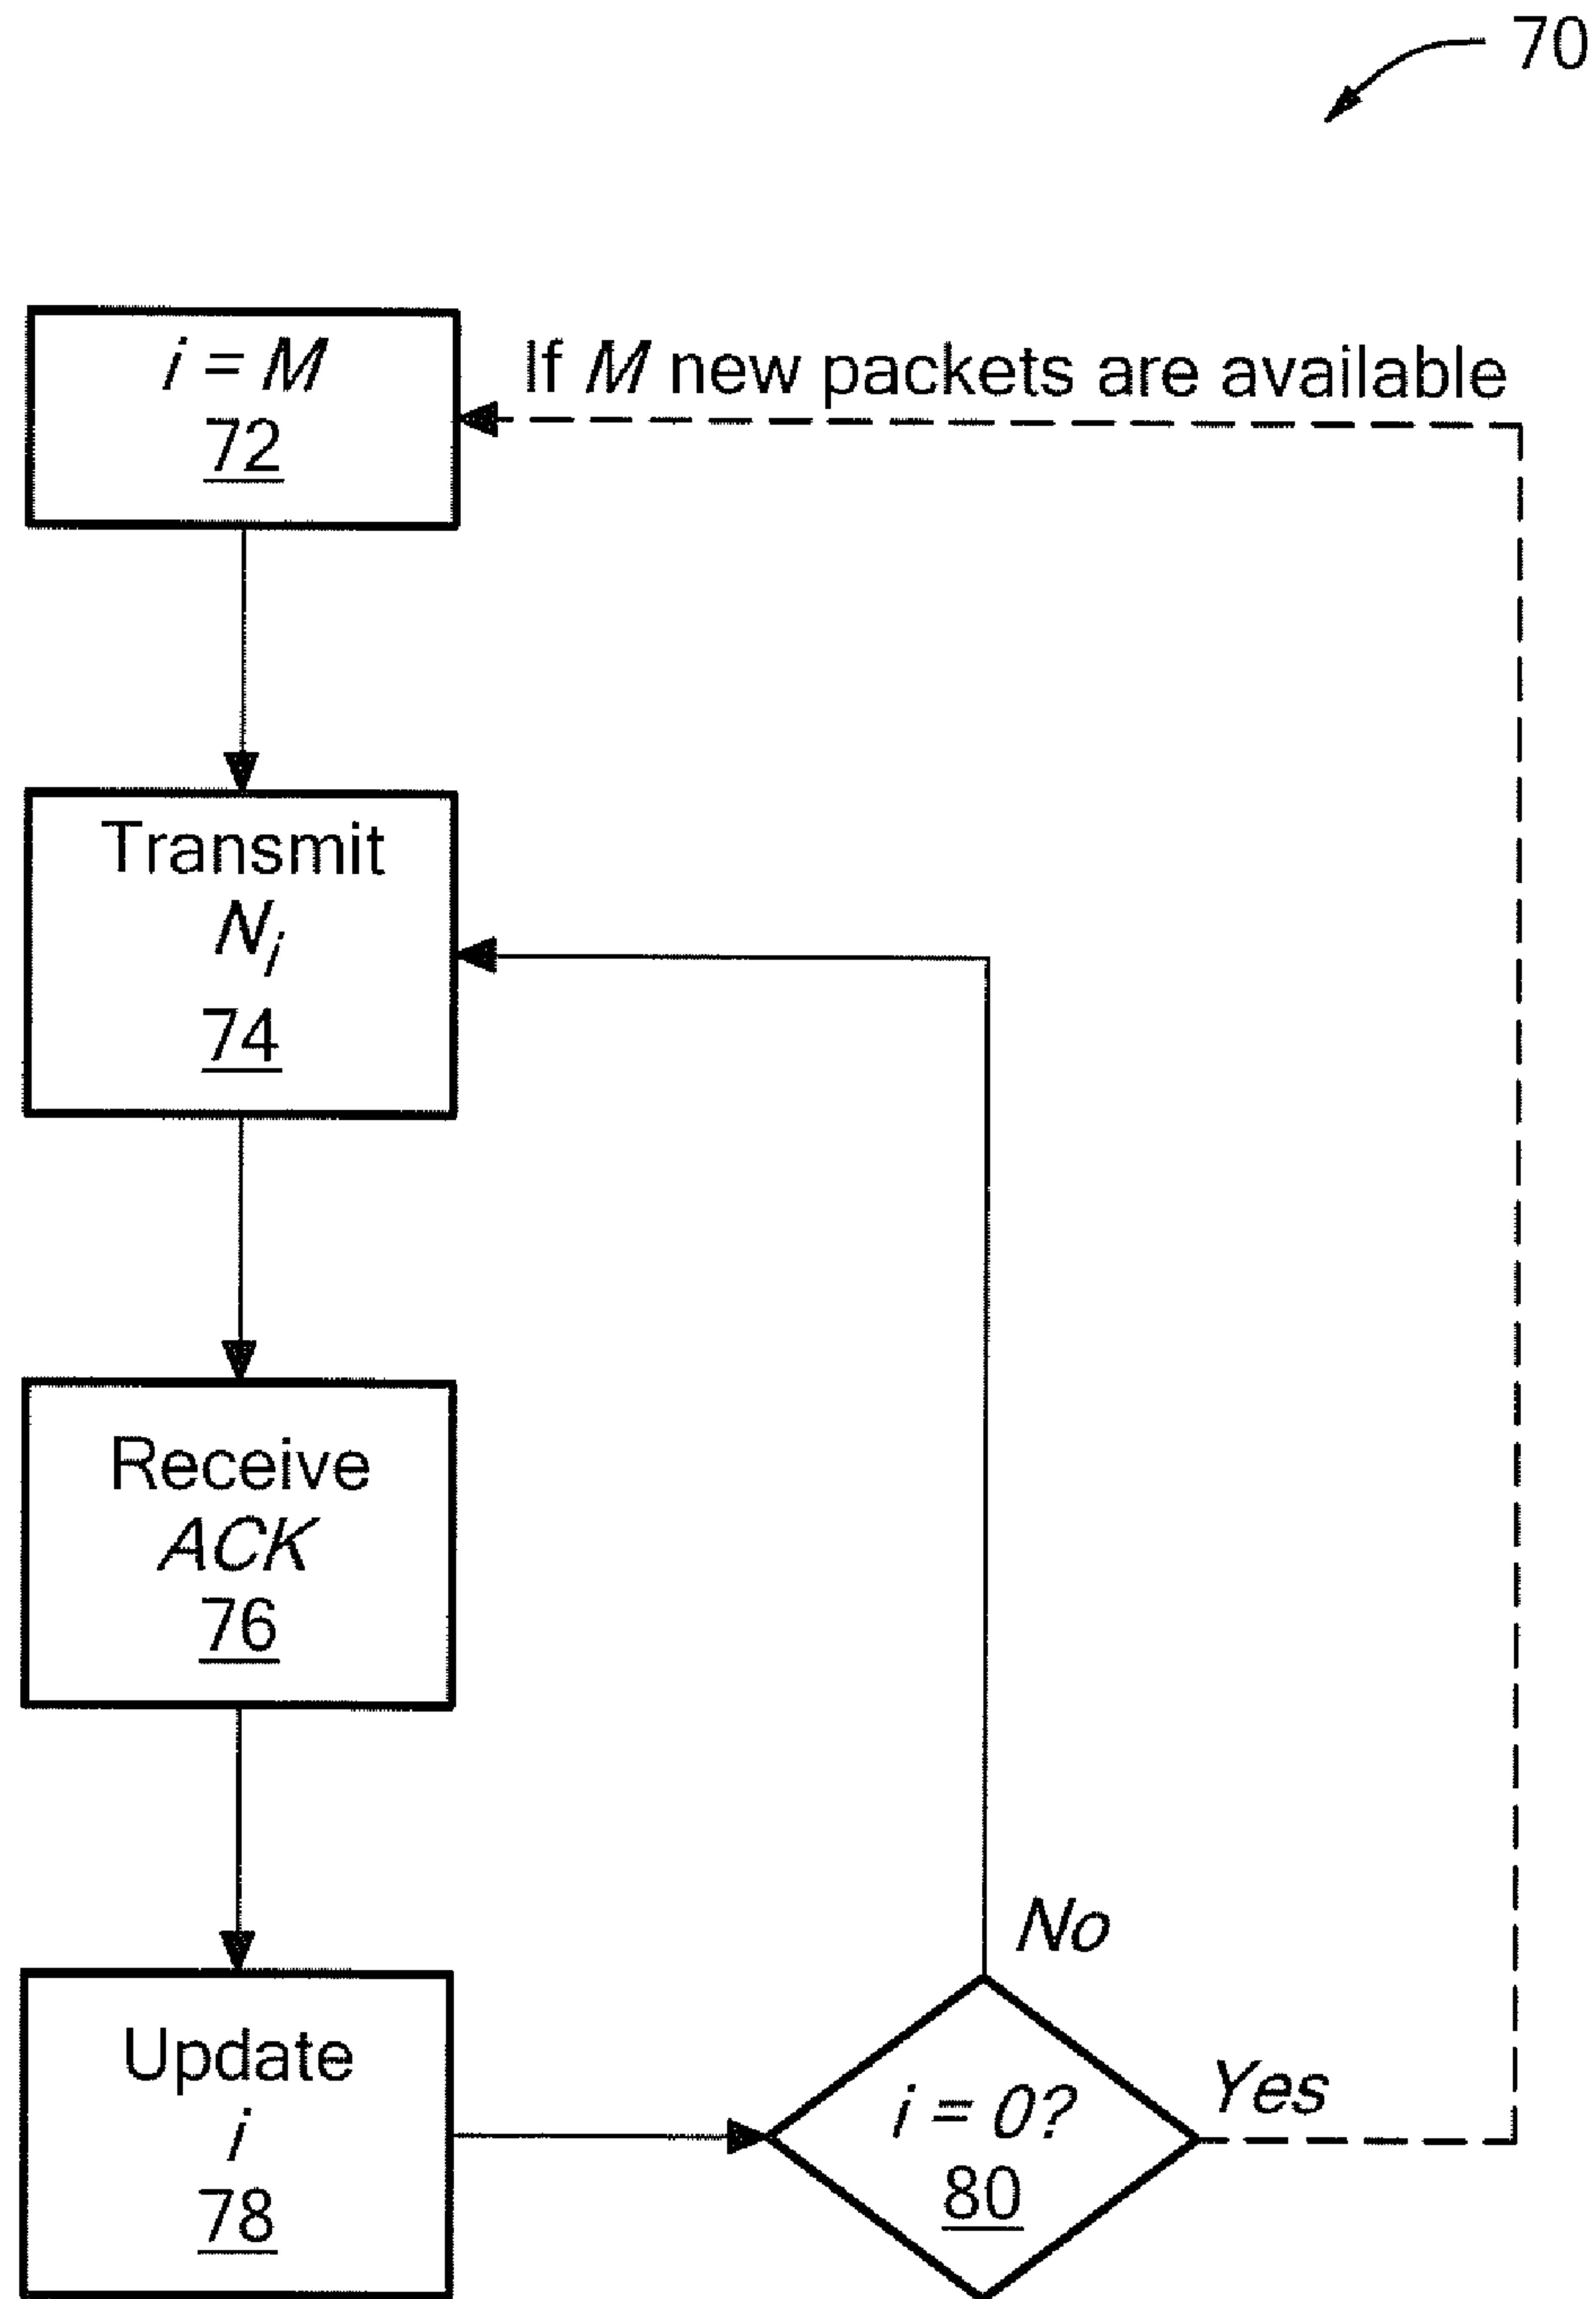 70
i = M
72
If M new packets are available
Transmit
Ni
74
Receive
ACK
76
Update
i
78
No
i = 0?
80
Yes